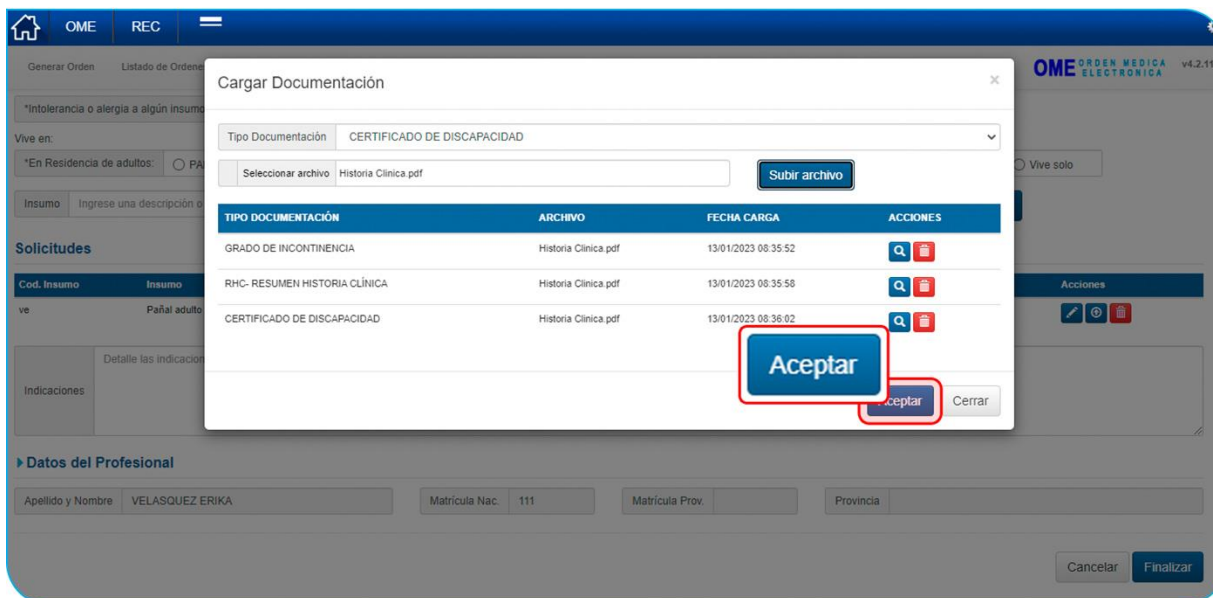 OME REC
Generar Orden Listado de Ordene
OME ORDEN MEDICA ELECTRONICA v4.2.11
Cargar Documentación ×
*Intolerancia o alergia a algún insumo
Tipo Documentación CERTIFICADO DE DISCAPACIDAD
Vive en:
*En Residencia de adultos: PA Vive solo
Seleccionar archivo Historia Clinica.pdf Subir archivo
Insumo Ingrese una descripción o
TIPO DOCUMENTACIÓN ARCHIVO FECHA CARGA ACCIONES
GRADO DE INCONTINENCIA Historia Clinica.pdf 13/01/2023 08:35:52
RHC- RESUMEN HISTORIA CLÍNICA Historia Clinica.pdf 13/01/2023 08:35:58
CERTIFICADO DE DISCAPACIDAD Historia Clinica.pdf 13/01/2023 08:36:02
Aceptar
Aceptar Cerrar
Solicitudes
Cod. Insumo Insumo Acciones
ve Pañal adulto
Indicaciones Detalle las indicacion
Datos del Profesional
Apellido y Nombre VELASQUEZ ERIKA Matrícula Nac. 111 Matrícula Prov. Provincia
Cancelar Finalizar